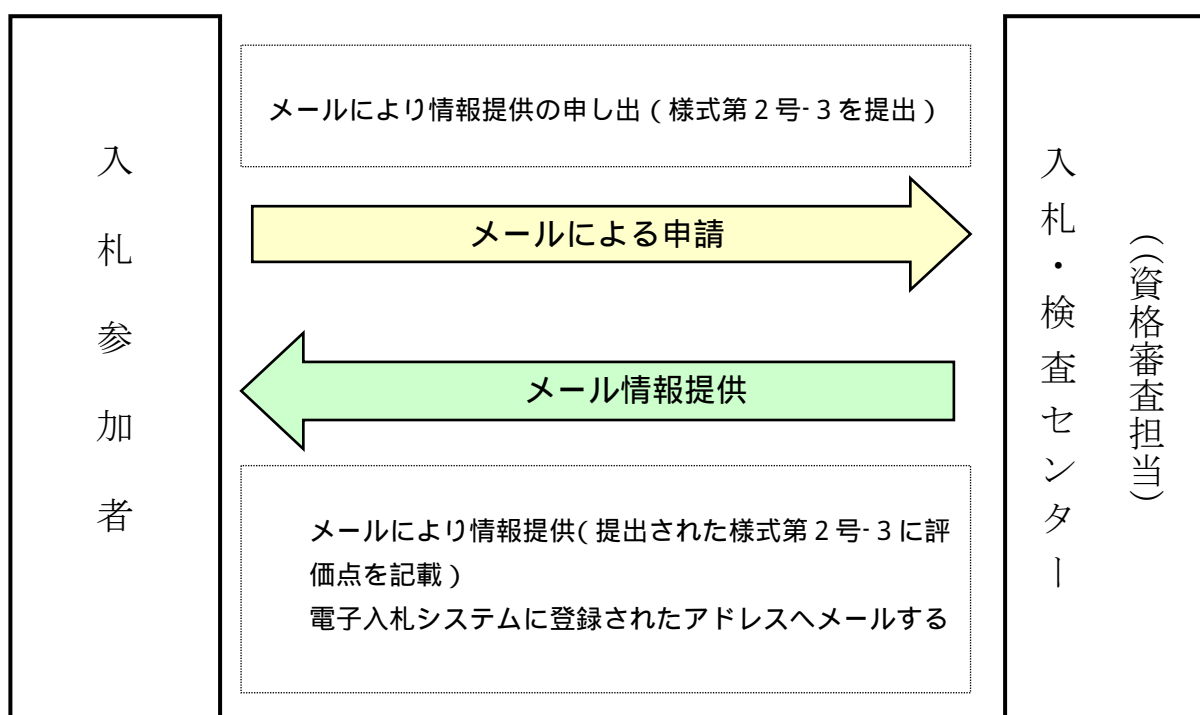 入札参加者
メールにより情報提供の申し出(様式第2号-3を提出)
メールによる申請
メール情報提供
メールにより情報提供(提出された様式第2号-3に評
価点を記載)
電子入札システムに登録されたアドレスへメールする
入札・検査センター
((資格審査担当)